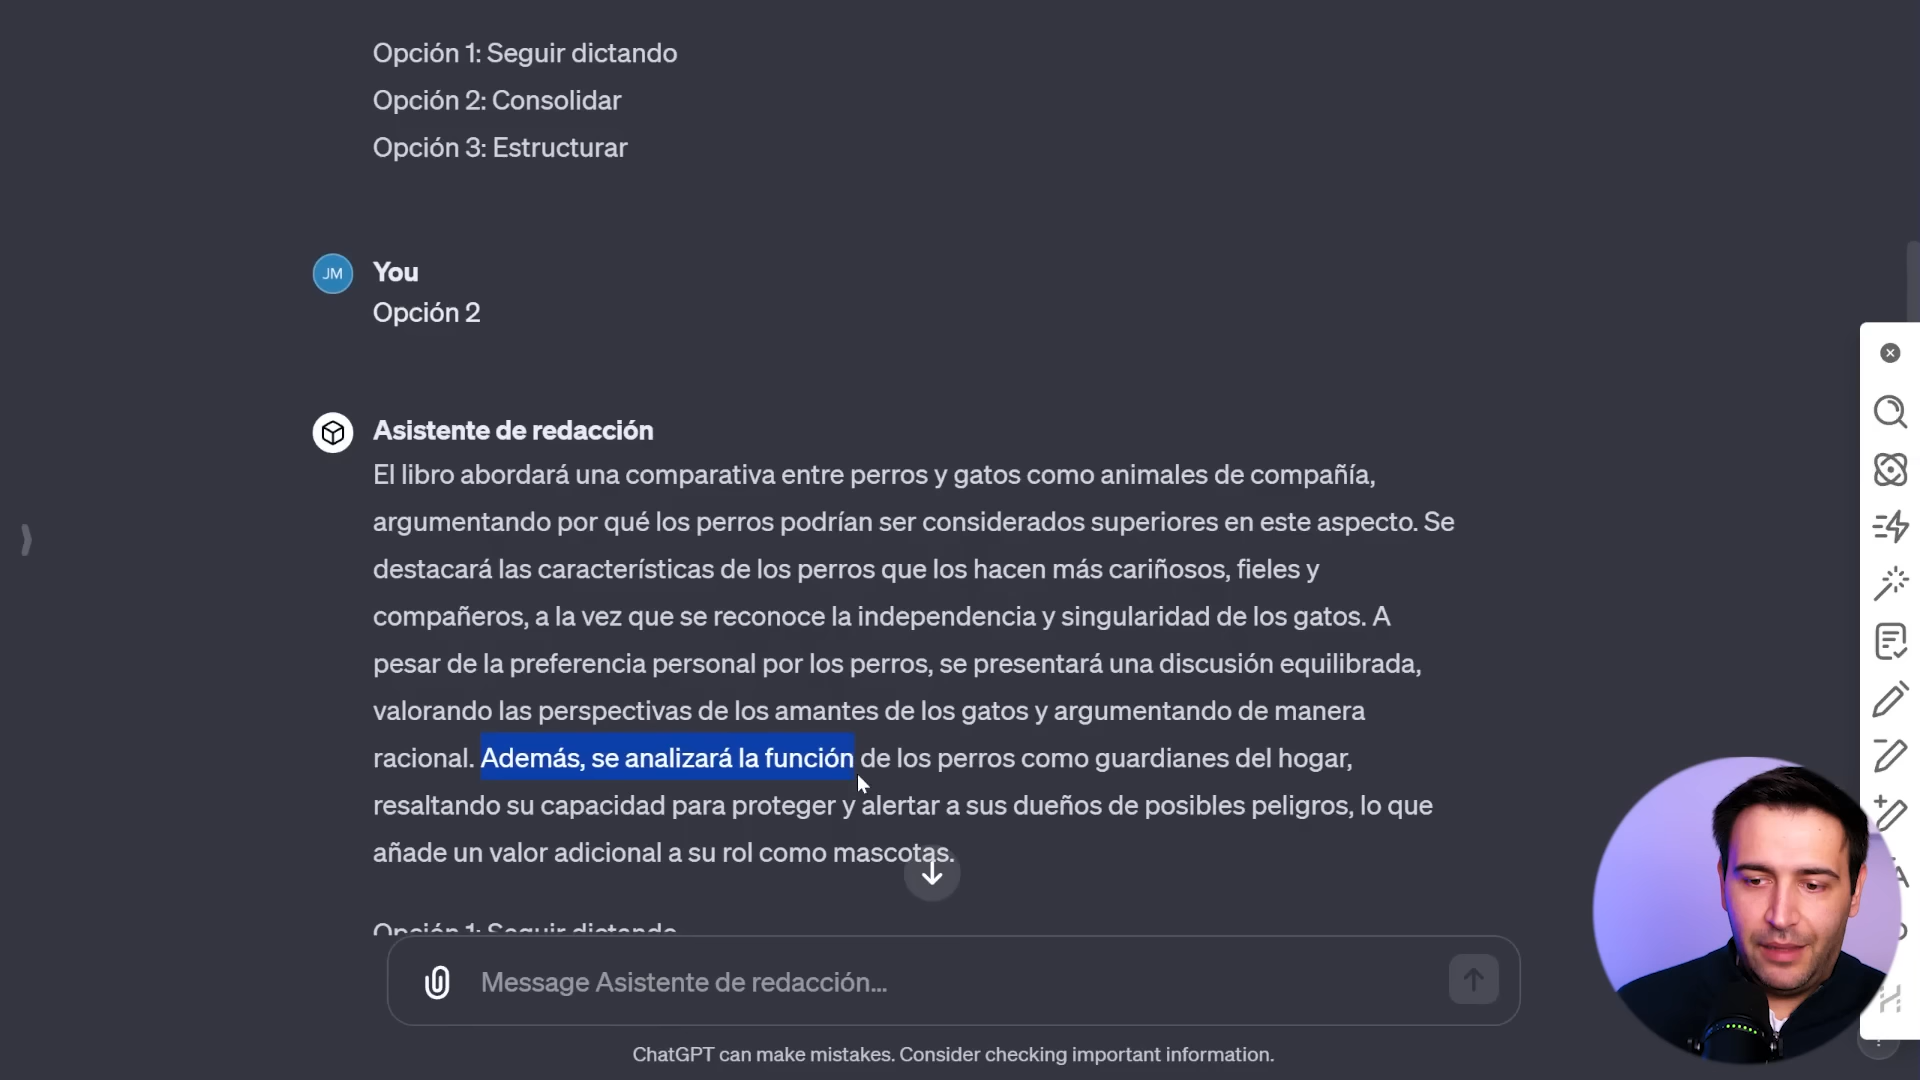 Opción 1: Seguir dictando
Opción 2: Consolidar
Opción 3: Estructurar
JM
You
Opción 2
Asistente de redacción
El libro abordará una comparativa entre perros y gatos como animales de compañía,
argumentando por qué los perros podrían ser considerados superiores en este aspecto. Se
destacará las características de los perros que los hacen más cariñosos, fieles y
compañeros, a la vez que se reconoce la independencia y singularidad de los gatos. A
pesar de la preferencia personal por los perros, se presentará una discusión equilibrada,
valorando las perspectivas de los amantes de los gatos y argumentando de manera
racional. Además, se analizará la función de los perros como guardianes del hogar,
resaltando su capacidad para proteger y alertar a sus dueños de posibles peligros, lo que
añade un valor adicional a su rol como mascotas.
Opción 1: Seguir dictando
Message Asistente de redacción...
ChatGPT can make mistakes. Consider checking important information.